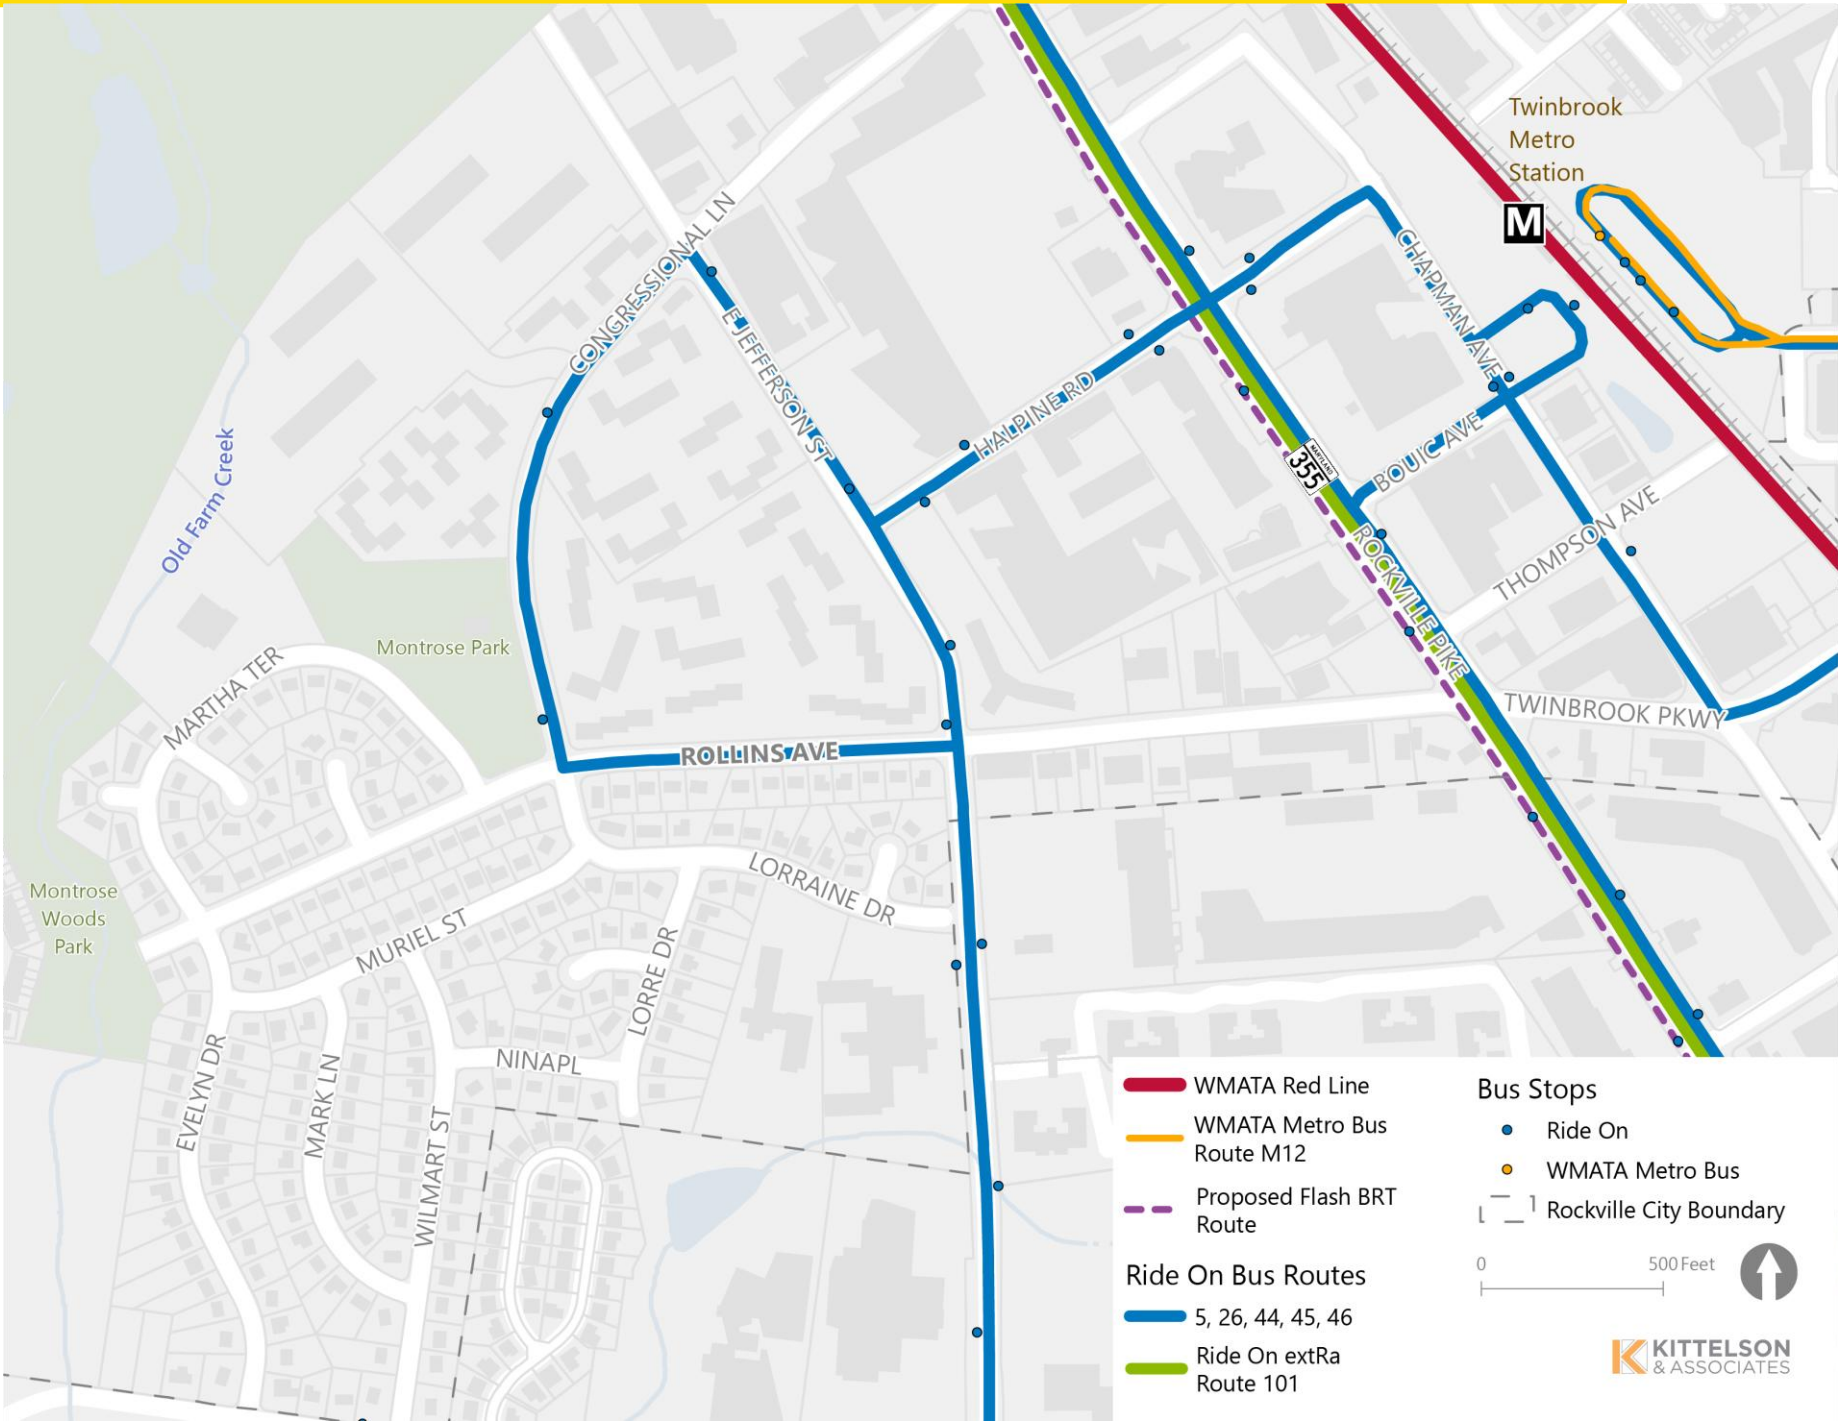 Twinbrook
Metro
Station
M
CONGRESSIONAL LN
E JEFFERSON ST
CHAPMAN AVE
HALPINE RD
BOUIC AVE
MARYLAND
355
ROCKVILLE PIKE
THOMPSON AVE
Old Farm Creek
Montrose Park
MARTHA TER
TWINBROOK PKWY
ROLLINS AVE
LORRAINE DR
Montrose
Woods
Park
MURIEL ST
LORRE DR
EVELYN DR
MARK LN
NINAPL
WILMART ST
WMATA Red Line
WMATA Metro Bus
Route M12
Proposed Flash BRT
Route
Ride On Bus Routes
5, 26, 44, 45, 46
Ride On extRa
Route 101
Bus Stops
Ride On
WMATA Metro Bus
Rockville City Boundary
0 500 Feet
KITTELSON
& ASSOCIATES